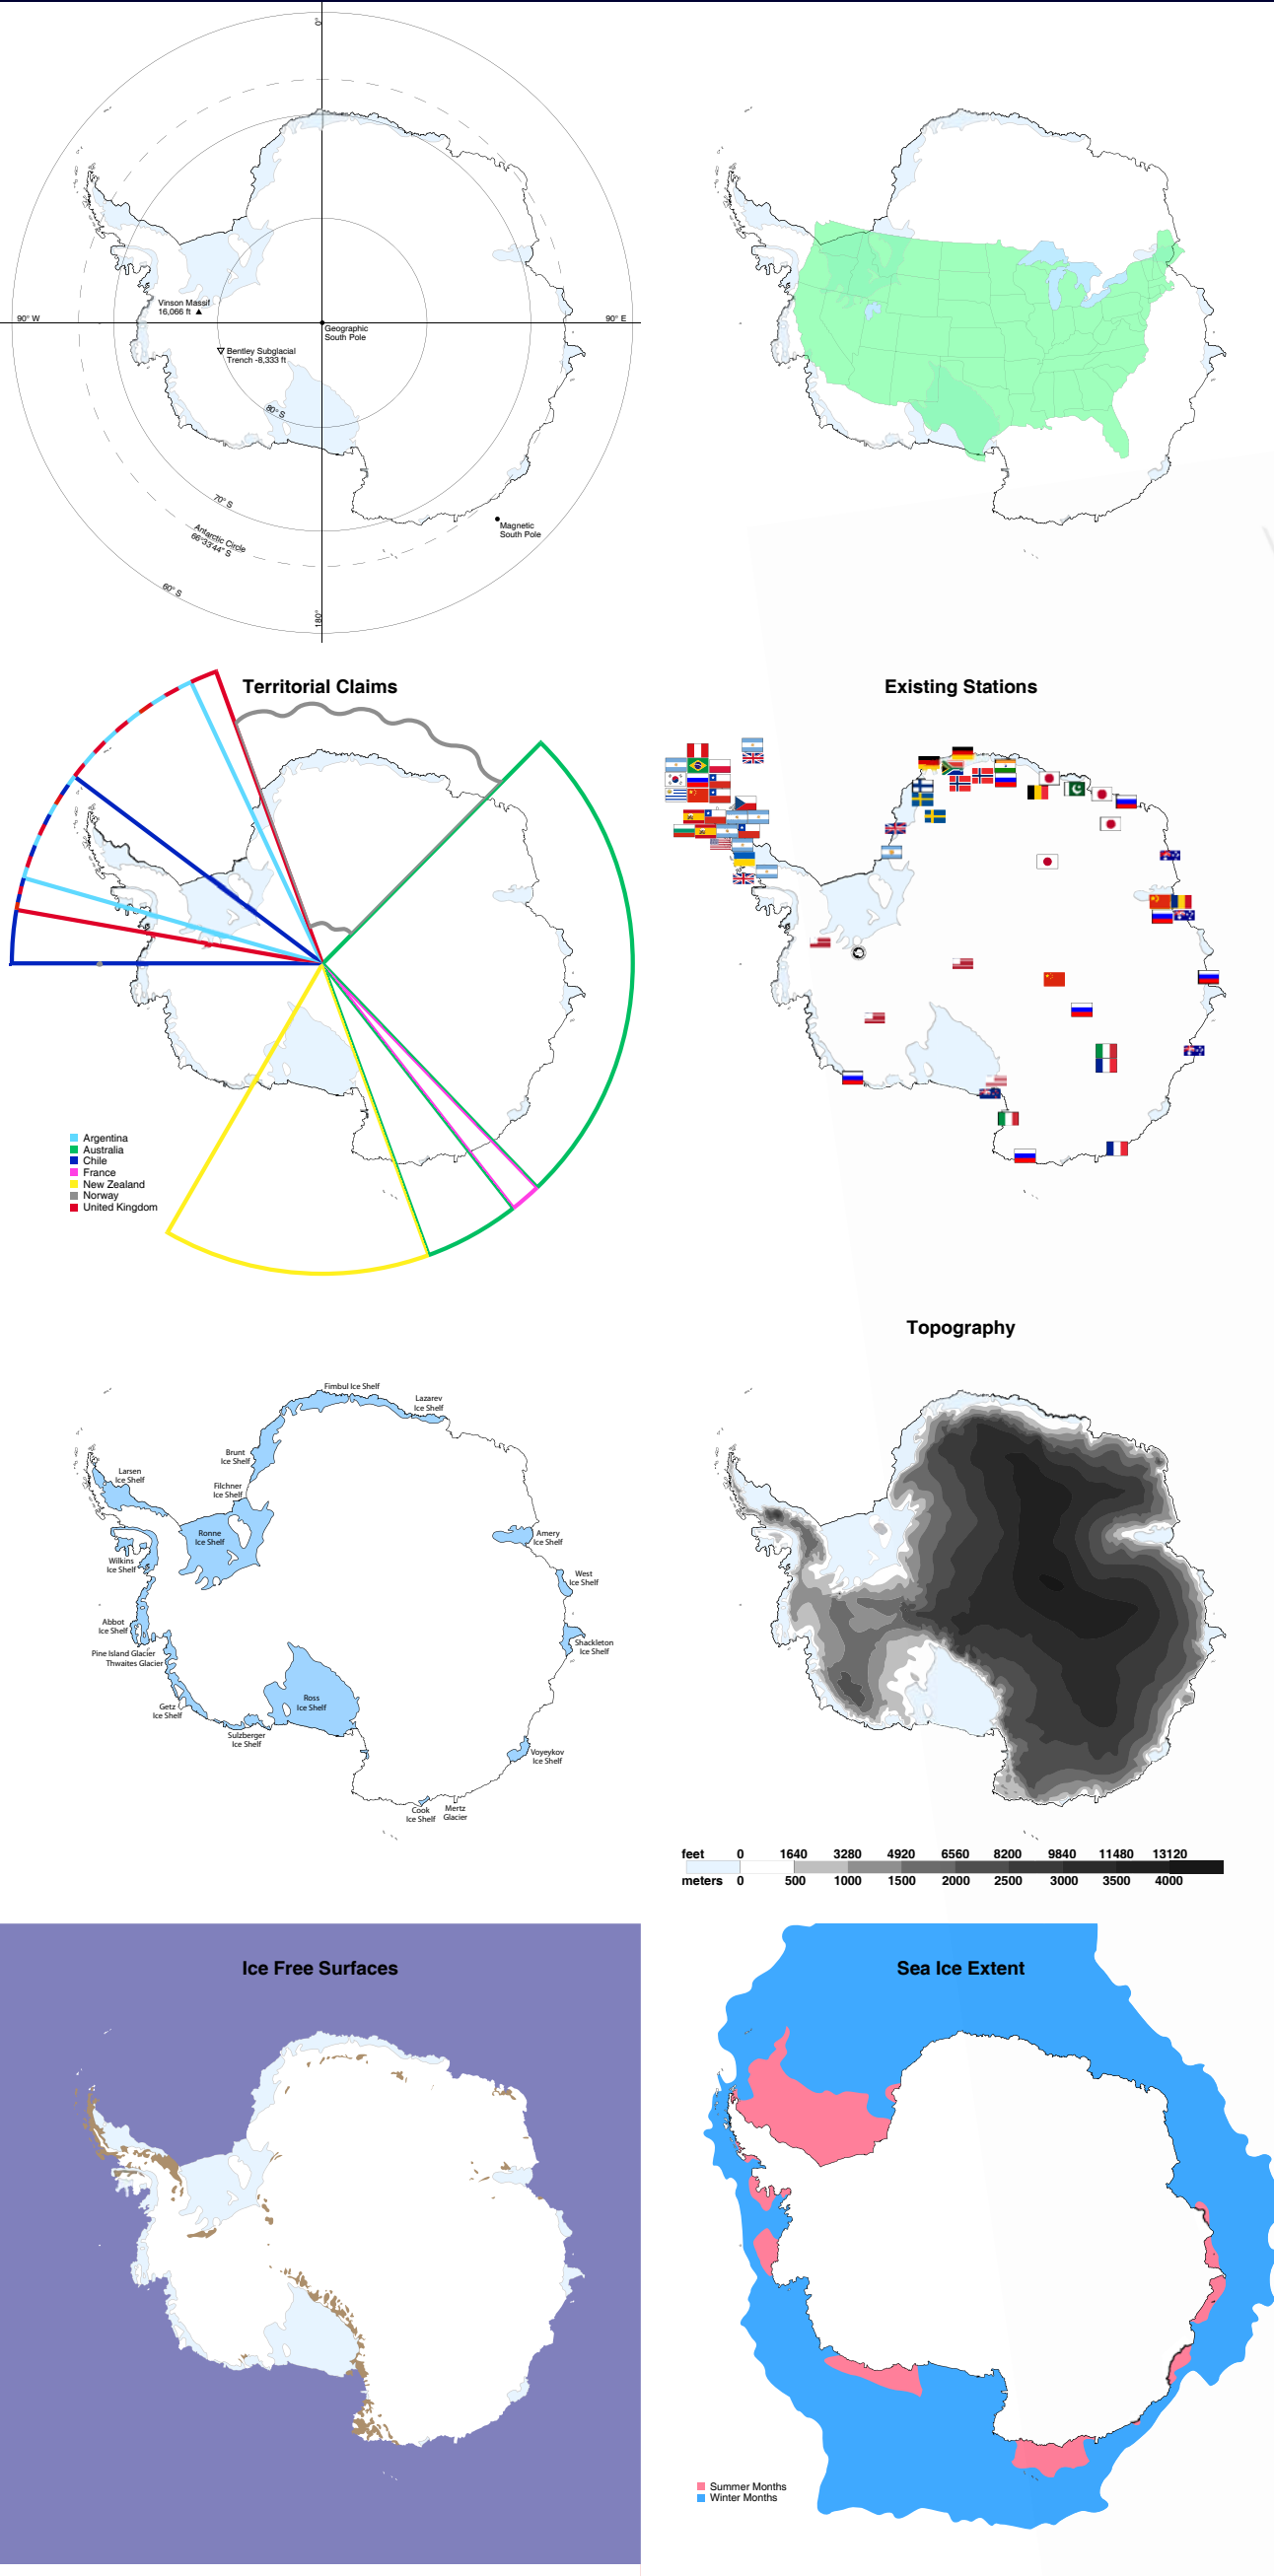 0°
Vinson Massif
16,066 ft
90° W
90° E
Geographic
South Pole
Bentley Subglacial
Trench -8,333 ft
80° S
70° S
Antarctic Circle
66°33'44" S
Magnetic
South Pole
60° S
180°
Territorial Claims
Argentina
Australia
Chile
France
New Zealand
Norway
United Kingdom
Existing Stations
Fimbul Ice Shelf
Lazarev
Ice Shelf
Brunt
Ice Shelf
Larsen
Ice Shelf
Filchner
Ice Shelf
Ronne
Ice Shelf
Amery
Ice Shelf
Wilkins
Ice Shelf
West
Ice Shelf
Abbot
Ice Shelf
Shackleton
Ice Shelf
Pine Island Glacier
Thwaites Glacier
Getz
Ice Shelf
Ross
Ice Shelf
Sulzberger
Ice Shelf
Voyeykov
Ice Shelf
Cook
Ice Shelf
Mertz
Glacier
Topography
feet 0 1640 3280 4920 6560 8200 9840 11480 13120
meters 0 500 1000 1500 2000 2500 3000 3500 4000
Ice Free Surfaces
Sea Ice Extent
Summer Months
Winter Months